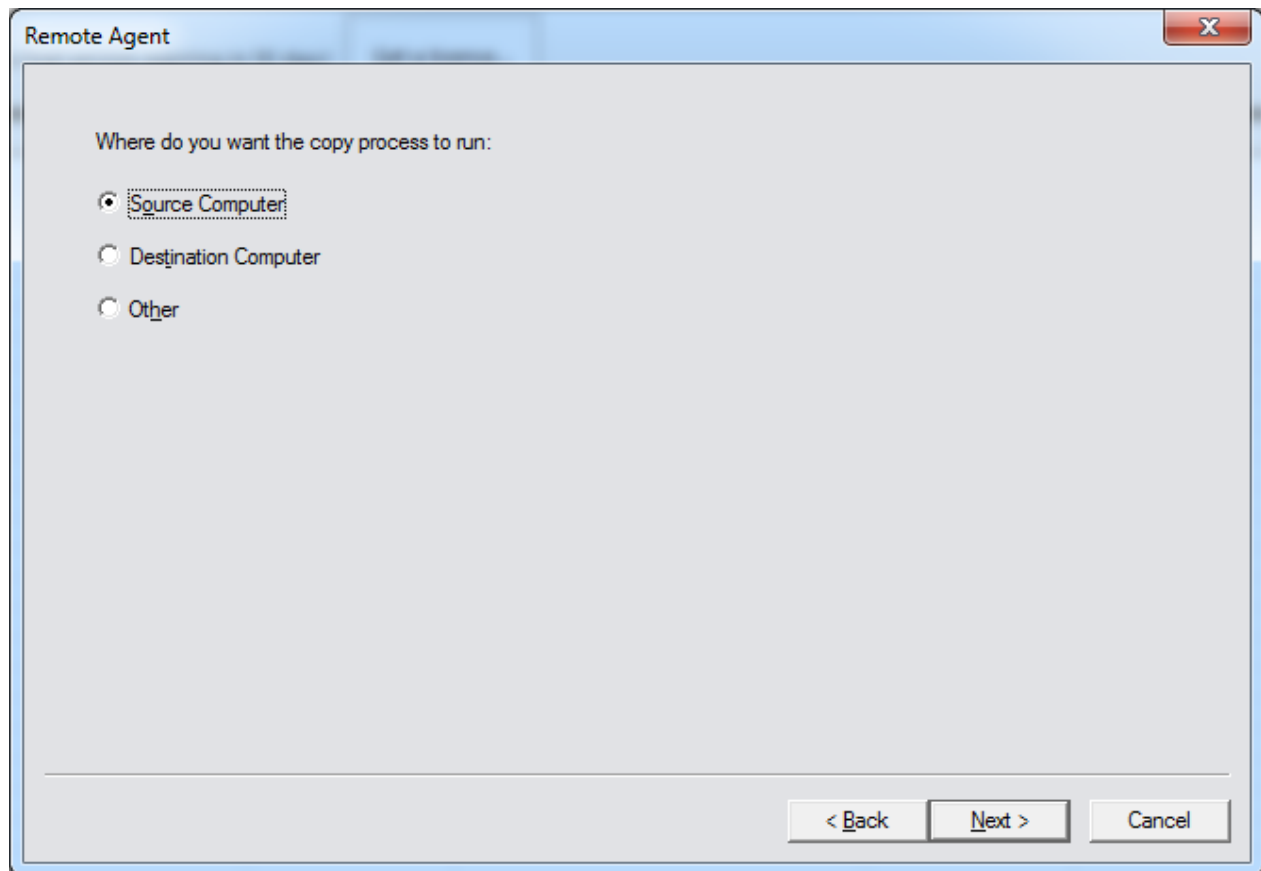 Remote Agent
Where do you want the copy process to run:
Source Computer
Destination Computer
Other
< Back
Next >
Cancel